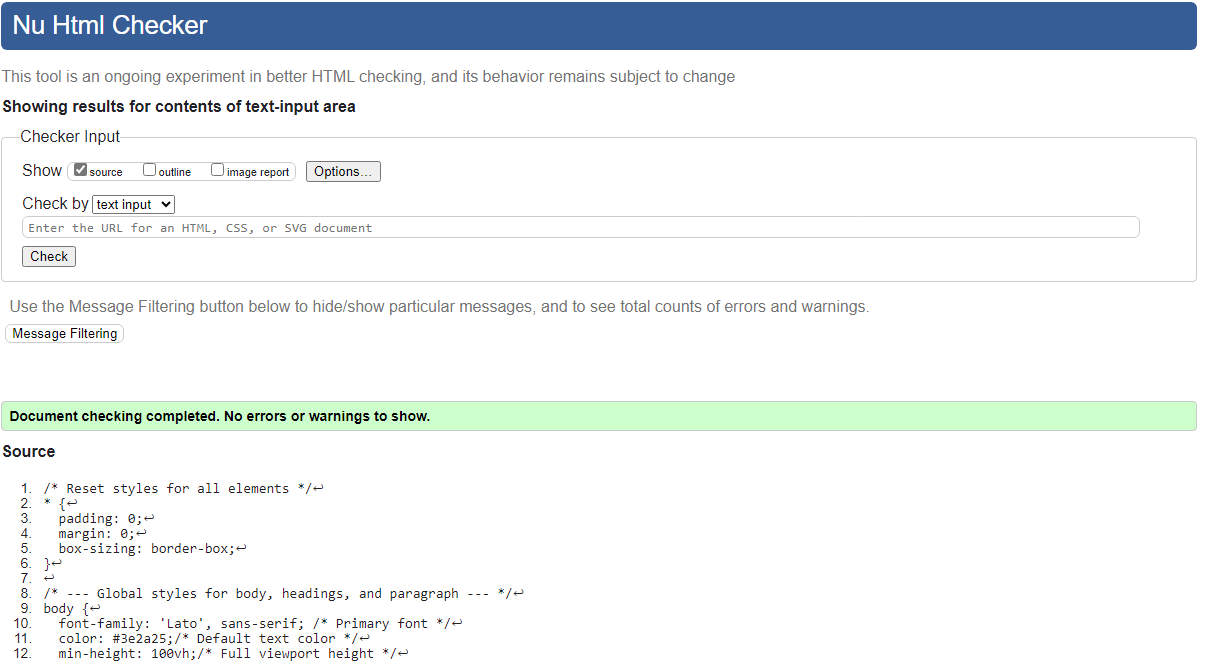 Nu Html Checker
This tool is an ongoing experiment in better HTML checking, and its behavior remains subject to change
Showing results for contents of text-input area
Checker Input
Show source outline image report Options...
Check by text input
Enter the URL for an HTML, CSS, or SVG document
Check
Use the Message Filtering button below to hide/show particular messages, and to see total counts of errors and warnings.
Message Filtering
Document checking completed. No errors or warnings to show.
Source
1. /* Reset styles for all elements */↩
2. * {↩
3.   padding: 0;↩
4.   margin: 0;↩
5.   box-sizing: border-box;↩
6. }↩
7. ↩
8. /* --- Global styles for body, headings, and paragraph --- */↩
9. body {↩
10.   font-family: 'Lato', sans-serif; /* Primary font */↩
11.   color: #3e2a25;/* Default text color */↩
12.   min-height: 100vh;/* Full viewport height */↩